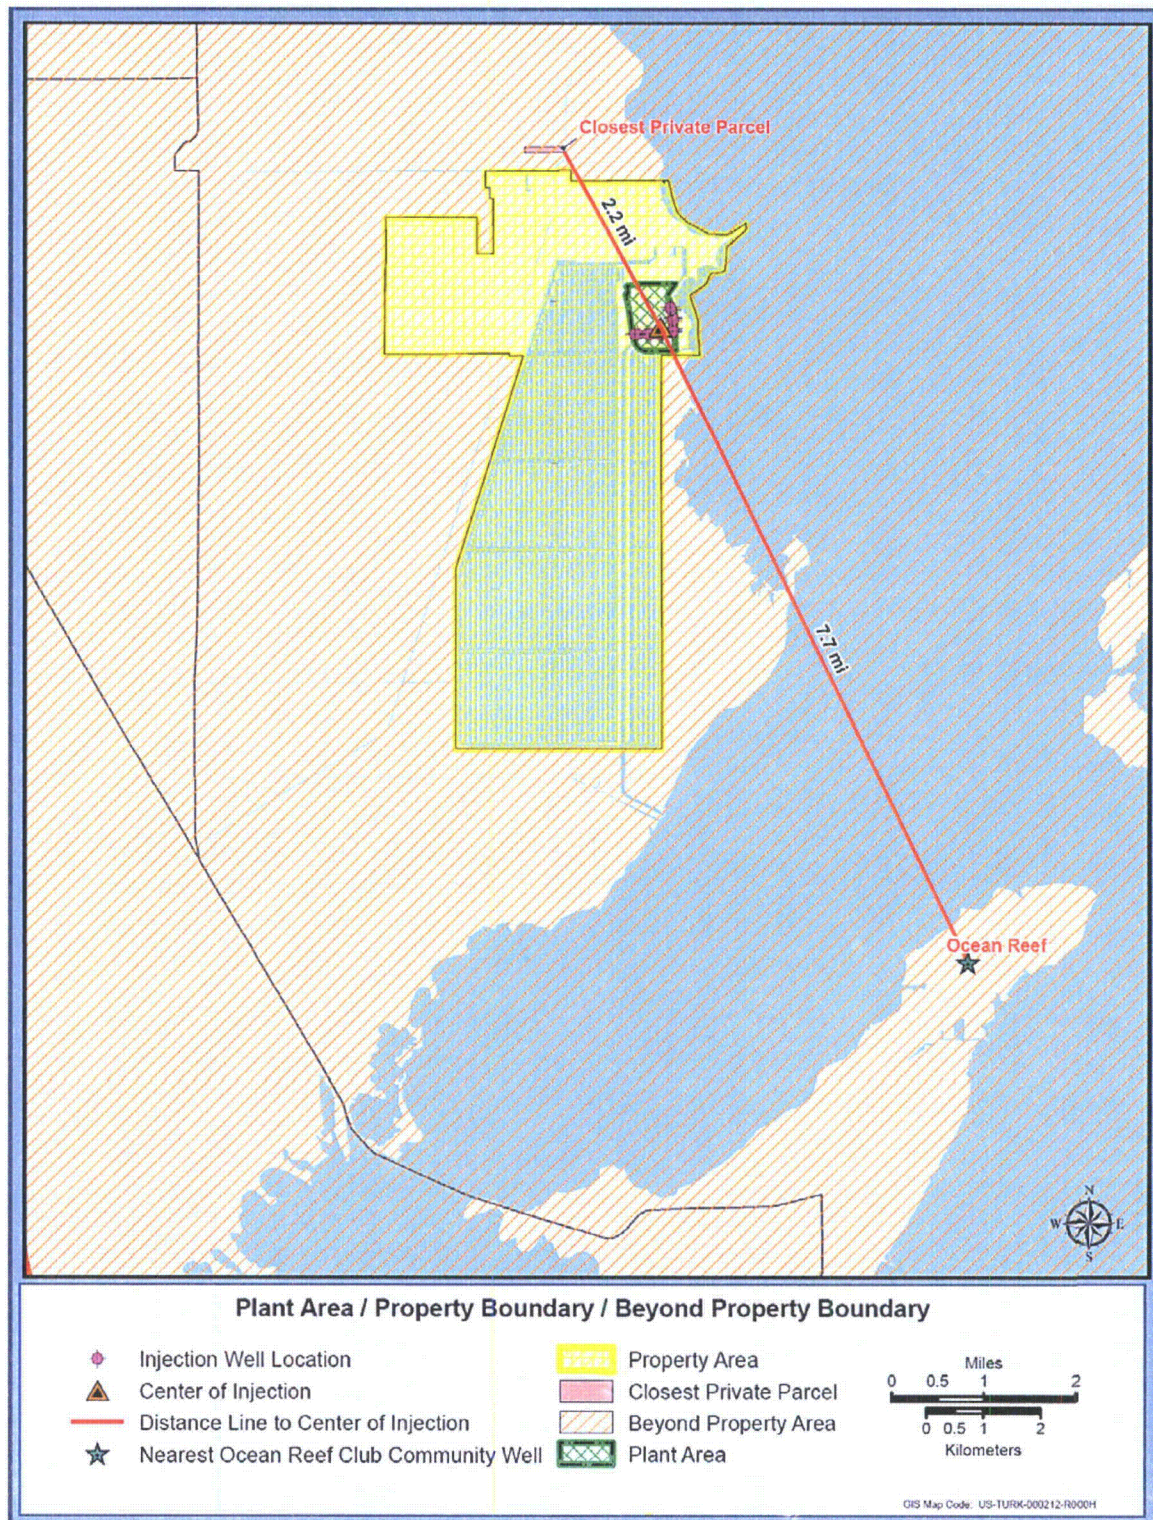 Closest Private Parcel
2.2 mi
7.7 mi
Ocean Reef
N
W E
S
Plant Area / Property Boundary / Beyond Property Boundary
Injection Well Location
Center of Injection
Distance Line to Center of Injection
Nearest Ocean Reef Club Community Well
Property Area
Closest Private Parcel
Beyond Property Area
Plant Area
Miles
0 0.5 1 2
0 0.5 1 2
Kilometers
GIS Map Code: US-TURK-000212-R000H